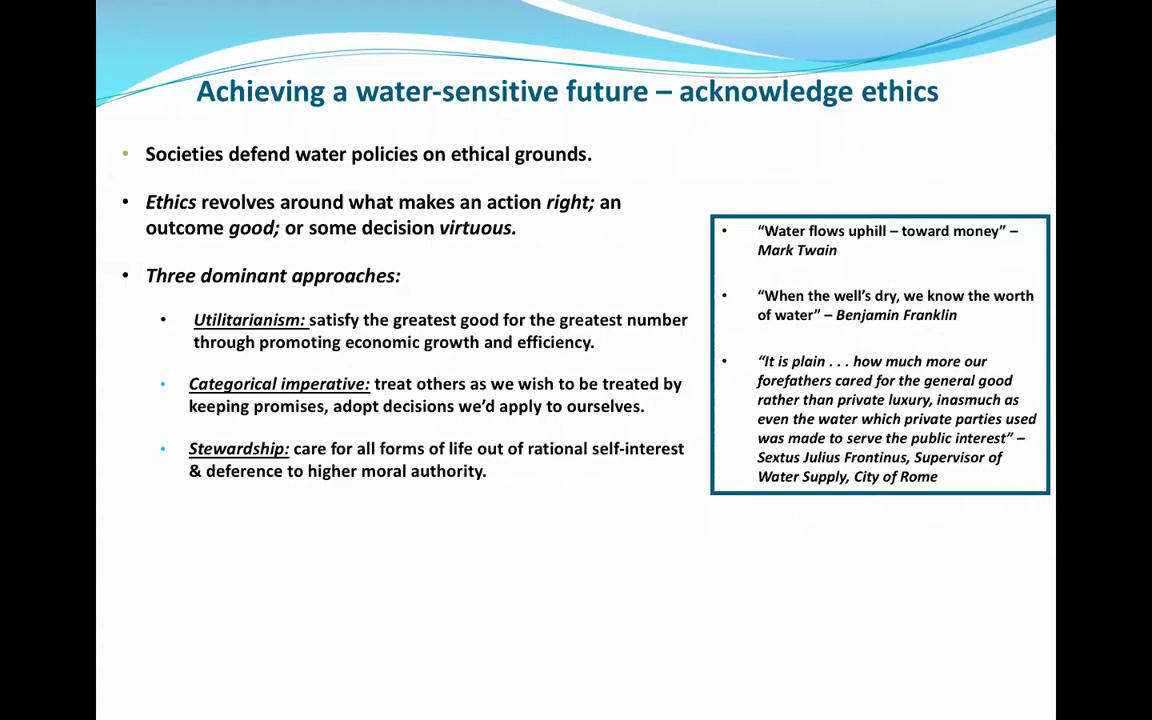 Achieving a water-sensitive future – acknowledge ethics
• Societies defend water policies on ethical grounds.
• Ethics revolves around what makes an action right; an
outcome good; or some decision virtuous.
• Three dominant approaches:
• Utilitarianism: satisfy the greatest good for the greatest number
through promoting economic growth and efficiency.
• Categorical imperative: treat others as we wish to be treated by
keeping promises, adopt decisions we’d apply to ourselves.
• Stewardship: care for all forms of life out of rational self-interest
& deference to higher moral authority.
• “Water flows uphill – toward money” –
Mark Twain
• “When the well’s dry, we know the worth
of water” – Benjamin Franklin
• “It is plain . . . how much more our
forefathers cared for the general good
rather than private luxury, inasmuch as
even the water which private parties used
was made to serve the public interest” –
Sextus Julius Frontinus, Supervisor of
Water Supply, City of Rome